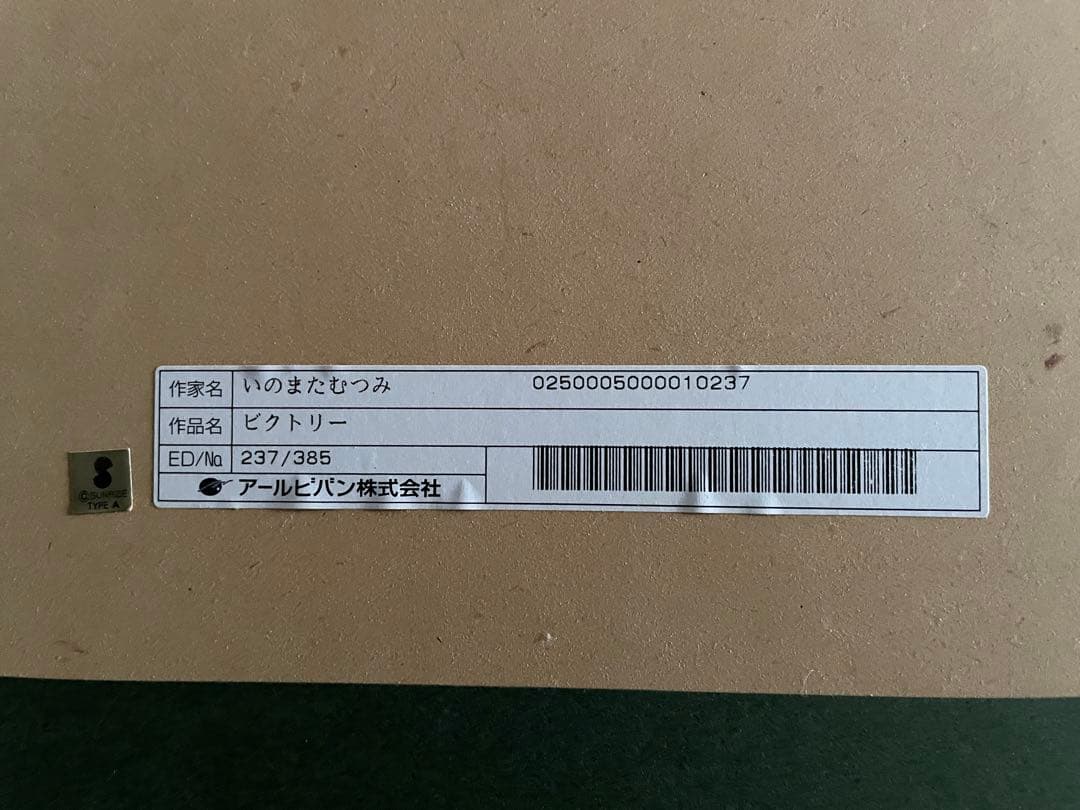 作家名 いのまたむつみ 0250005000010237
作品名 ビクトリー
ED/No 237/385
アールビバン株式会社
©SUNRISE
TYPE A